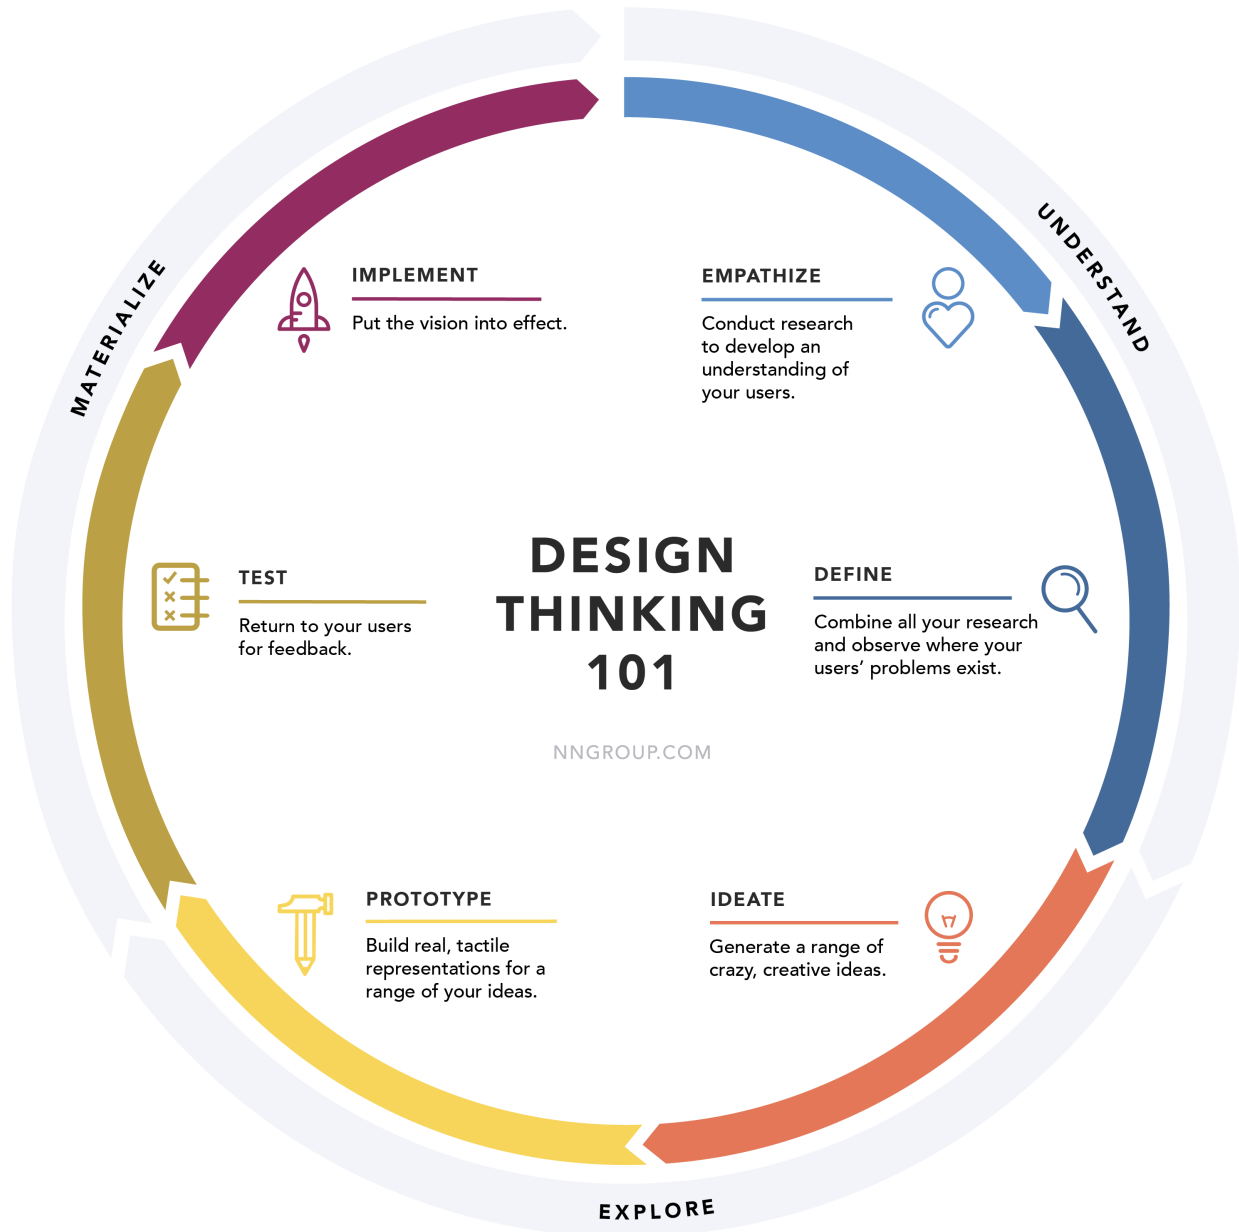 DESIGN
THINKING
101
NNGROUP.COM
UNDERSTAND
EMPATHIZE
Conduct research
to develop an
understanding of
your users.
DEFINE
Combine all your research
and observe where your
users’ problems exist.
EXPLORE
IDEATE
Generate a range of
crazy, creative ideas.
PROTOTYPE
Build real, tactile
representations for a
range of your ideas.
MATERIALIZE
TEST
Return to your users
for feedback.
IMPLEMENT
Put the vision into effect.